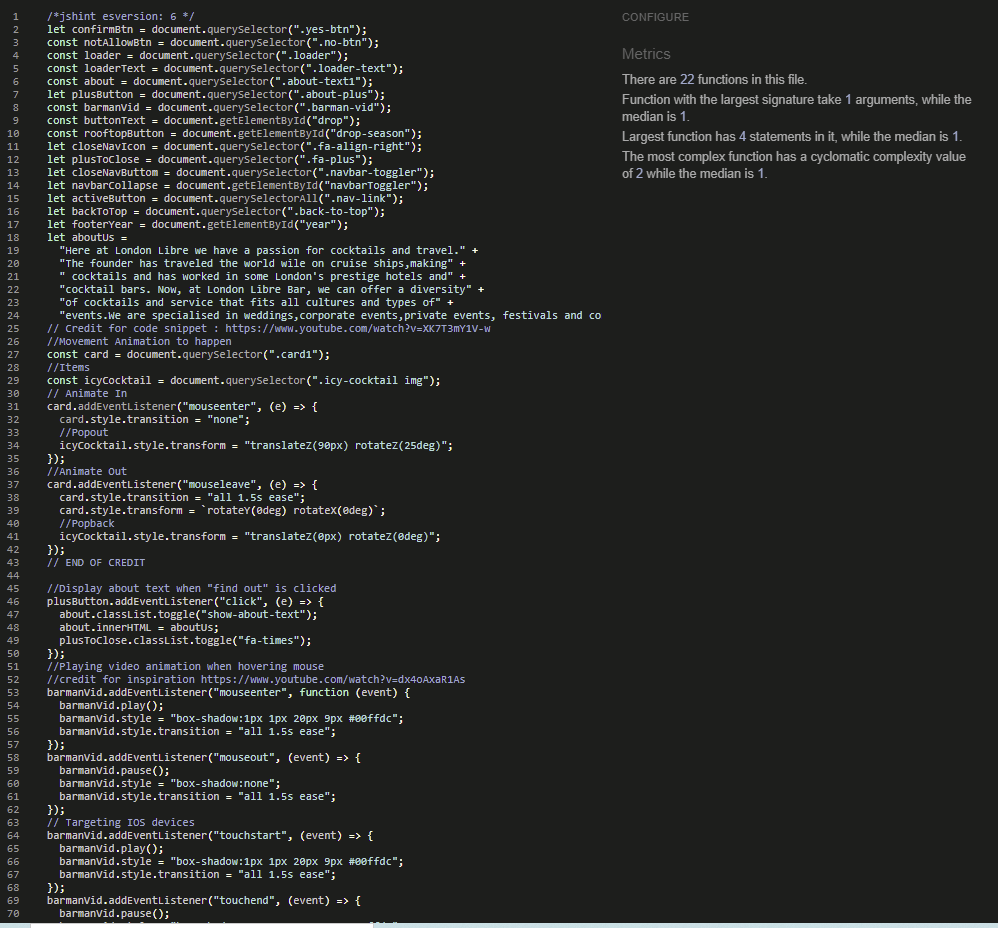 1 /*jshint esversion: 6 */
2 let confirmBtn = document.querySelector(".yes-btn");
3 const notAllowBtn = document.querySelector(".no-btn");
4 const loader = document.querySelector(".loader");
5 const loaderText = document.querySelector(".loader-text");
6 const about = document.querySelector(".about-text1");
7 let plusButton = document.querySelector(".about-plus");
8 const barmanVid = document.querySelector(".barman-vid");
9 const buttonText = document.getElementById("drop");
10 const rooftopButton = document.getElementById("drop-season");
11 let closeNavIcon = document.querySelector(".fa-align-right");
12 let plusToClose = document.querySelector(".fa-plus");
13 let closeNavButtom = document.querySelector(".navbar-toggler");
14 let navbarCollapse = document.getElementById("navbarToggler");
15 let activeButton = document.querySelectorAll(".nav-link");
16 let backToTop = document.querySelector(".back-to-top");
17 let footerYear = document.getElementById("year");
18 let aboutUs =
19 "Here at London Libre we have a passion for cocktails and travel." +
20 "The founder has traveled the world wile on cruise ships,making" +
21 " cocktails and has worked in some London's prestige hotels and" +
22 "cocktail bars. Now, at London Libre Bar, we can offer a diversity" +
23 "of cocktails and service that fits all cultures and types of" +
24 "events.We are specialised in weddings,corporate events,private events, festivals and co
25 // Credit for code snippet : https://www.youtube.com/watch?v=XK7T3mY1V-w
26 //Movement Animation to happen
27 const card = document.querySelector(".card1");
28 //Items
29 const icyCocktail = document.querySelector(".icy-cocktail img");
30 // Animate In
31 card.addEventListener("mouseenter", (e) => {
32 card.style.transition = "none";
33 //Popout
34 icyCocktail.style.transform = "translateZ(90px) rotateZ(25deg)";
35 });
36 //Animate Out
37 card.addEventListener("mouseleave", (e) => {
38 card.style.transition = "all 1.5s ease";
39 card.style.transform = `rotateY(0deg) rotateX(0deg)`;
40 //Popback
41 icyCocktail.style.transform = "translateZ(0px) rotateZ(0deg)";
42 });
43 // END OF CREDIT
44
45 //Display about text when "find out" is clicked
46 plusButton.addEventListener("click", (e) => {
47 about.classList.toggle("show-about-text");
48 about.innerHTML = aboutUs;
49 plusToClose.classList.toggle("fa-times");
50 });
51 //Playing video animation when hovering mouse
52 //credit for inspiration https://www.youtube.com/watch?v=dx4oAxaR1As
53 barmanVid.addEventListener("mouseenter", function (event) {
54 barmanVid.play();
55 barmanVid.style = "box-shadow:1px 1px 20px 9px #00ffdc";
56 barmanVid.style.transition = "all 1.5s ease";
57 });
58 barmanVid.addEventListener("mouseout", (event) => {
59 barmanVid.pause();
60 barmanVid.style = "box-shadow:none";
61 barmanVid.style.transition = "all 1.5s ease";
62 });
63 // Targeting IOS devices
64 barmanVid.addEventListener("touchstart", (event) => {
65 barmanVid.play();
66 barmanVid.style = "box-shadow:1px 1px 20px 9px #00ffdc";
67 barmanVid.style.transition = "all 1.5s ease";
68 });
69 barmanVid.addEventListener("touchend", (event) => {
70 barmanVid.pause();
CONFIGURE
Metrics
There are 22 functions in this file.
Function with the largest signature take 1 arguments, while the
median is 1.
Largest function has 4 statements in it, while the median is 1.
The most complex function has a cyclomatic complexity value
of 2 while the median is 1.